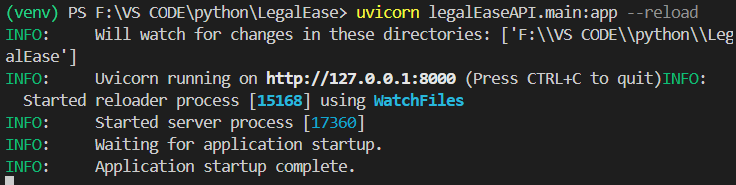 (venv) PS F:\VS CODE\python\LegalEase> uvicorn legalEaseAPI.main:app --reload
INFO:     Will watch for changes in these directories: ['F:\\VS CODE\\python\\Leg
alEase']
INFO:     Uvicorn running on http://127.0.0.1:8000 (Press CTRL+C to quit)INFO:
  Started reloader process [15168] using WatchFiles
INFO:     Started server process [17360]
INFO:     Waiting for application startup.
INFO:     Application startup complete.